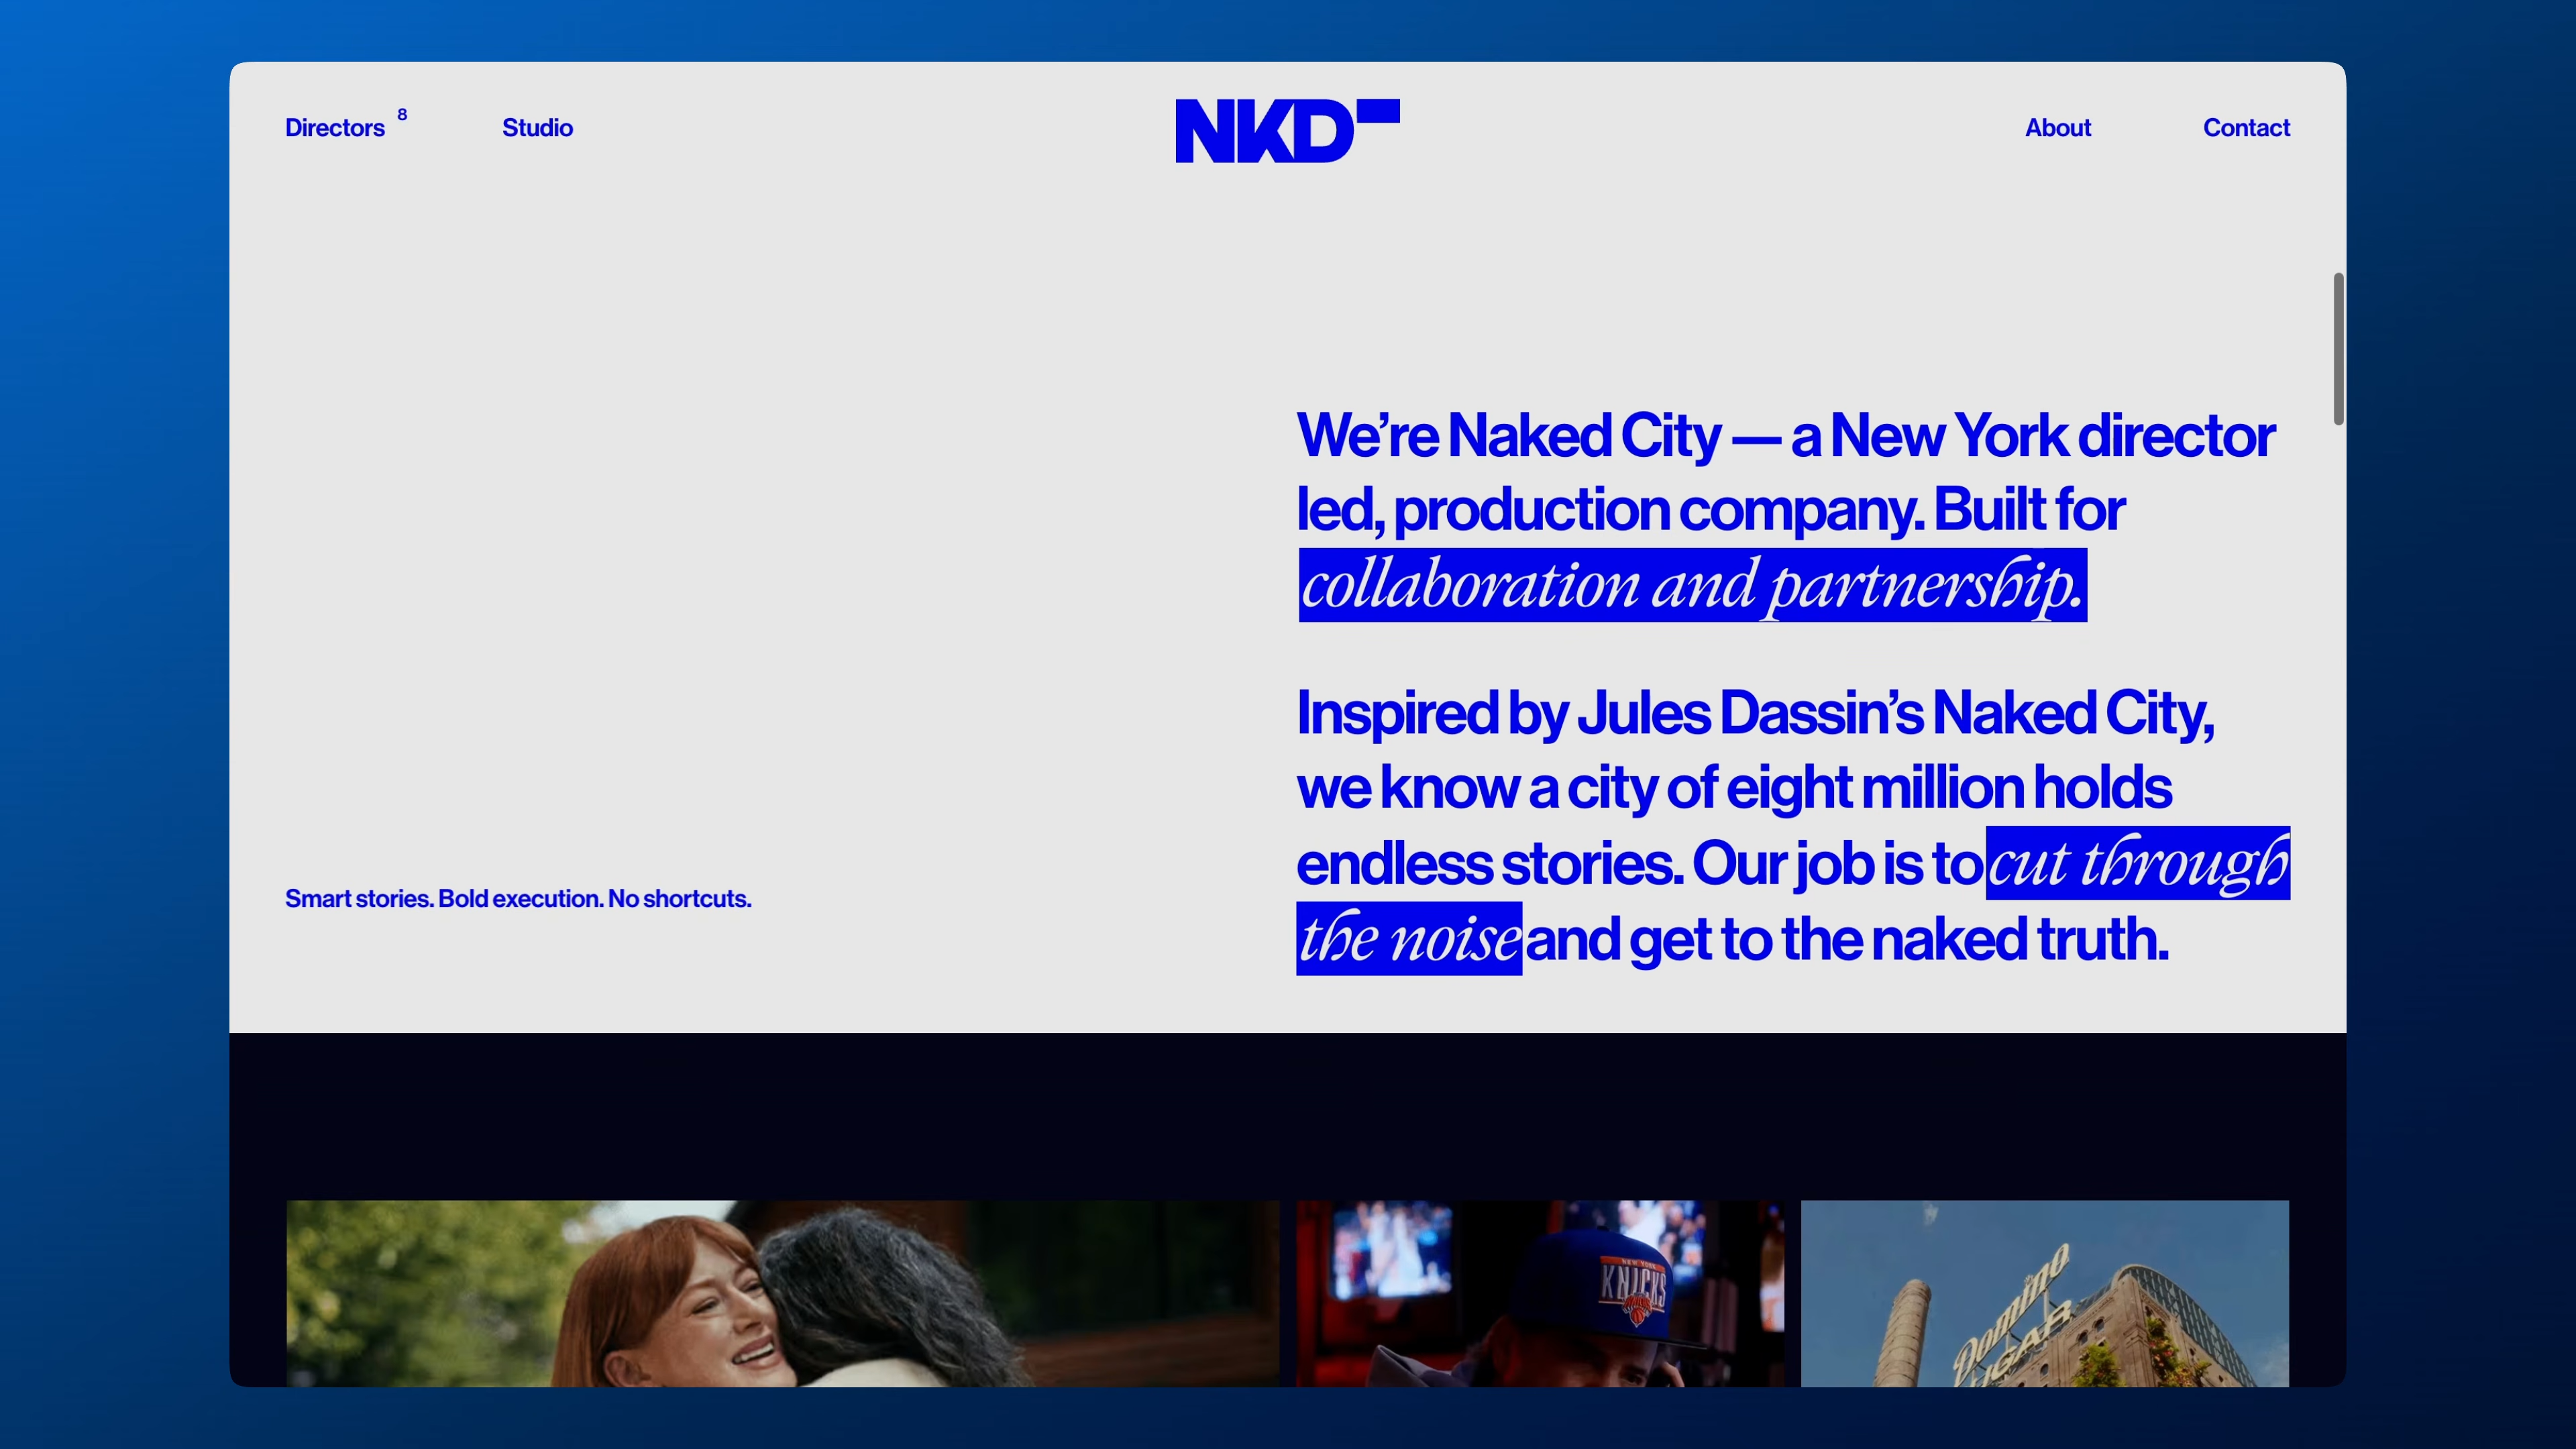 Directors 8
Studio
NKD
About
Contact
We’re Naked City — a New York director
led, production company. Built for
collaboration and partnership.
Inspired by Jules Dassin’s Naked City,
we know a city of eight million holds
endless stories. Our job is to cut through
the noise and get to the naked truth.
Smart stories. Bold execution. No shortcuts.
NEW YORK
KNICKS
Domino
SUGAR